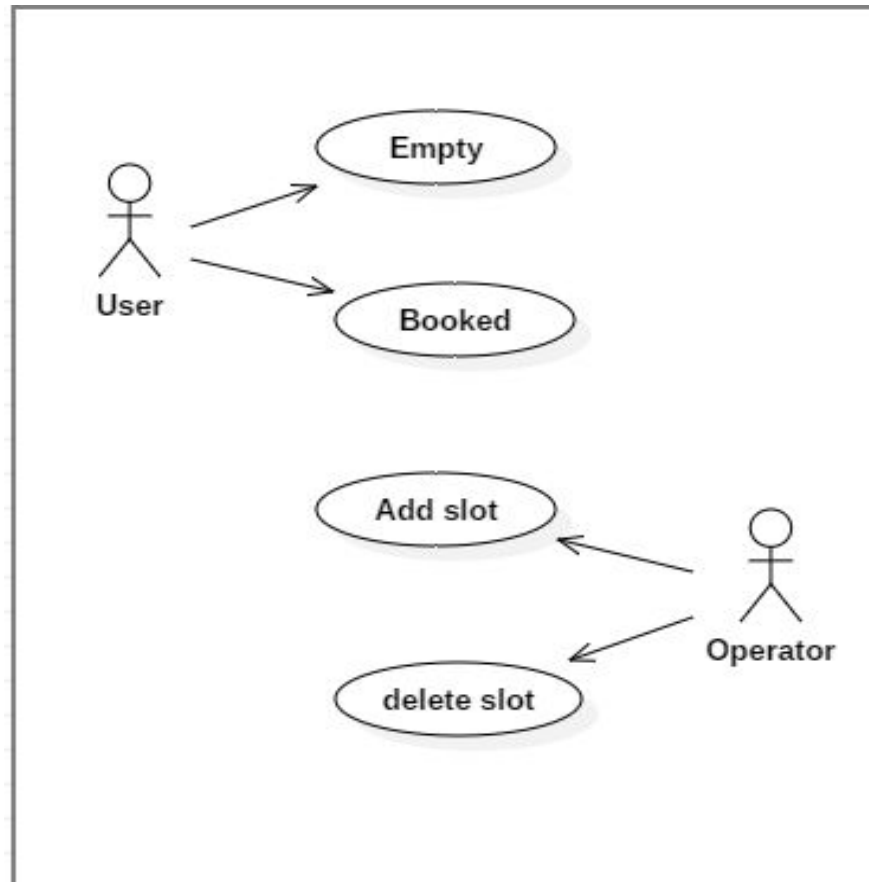 Empty
User
Booked
Add slot
Operator
delete slot